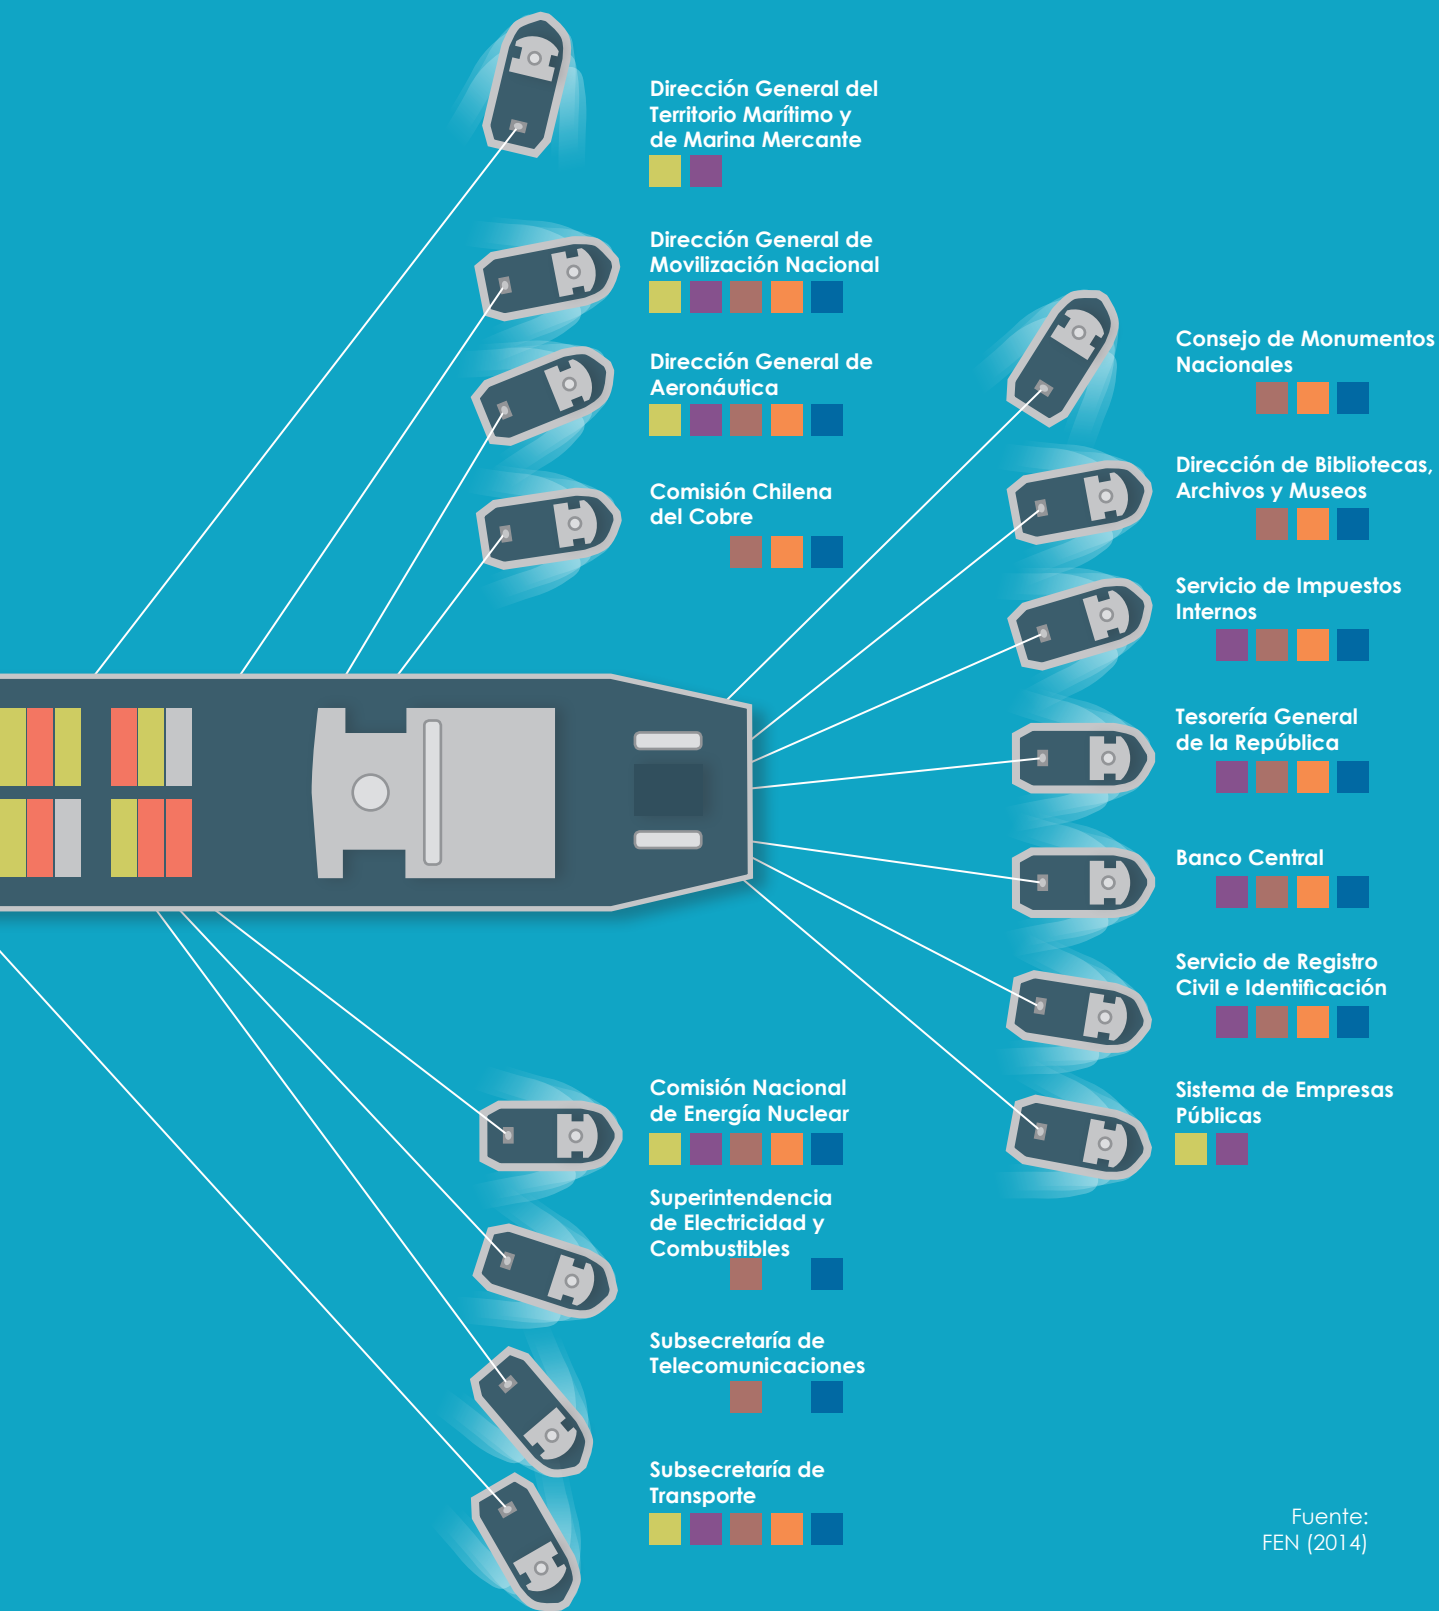 Dirección General del
Territorio Marítimo y
de Marina Mercante
Dirección General de
Movilización Nacional
Dirección General de
Aeronáutica
Comisión Chilena
del Cobre
Consejo de Monumentos
Nacionales
Dirección de Bibliotecas,
Archivos y Museos
Servicio de Impuestos
Internos
Tesorería General
de la República
Banco Central
Servicio de Registro
Civil e Identificación
Sistema de Empresas
Públicas
Comisión Nacional
de Energía Nuclear
Superintendencia
de Electricidad y
Combustibles
Subsecretaría de
Telecomunicaciones
Subsecretaría de
Transporte
Fuente:
FEN (2014)